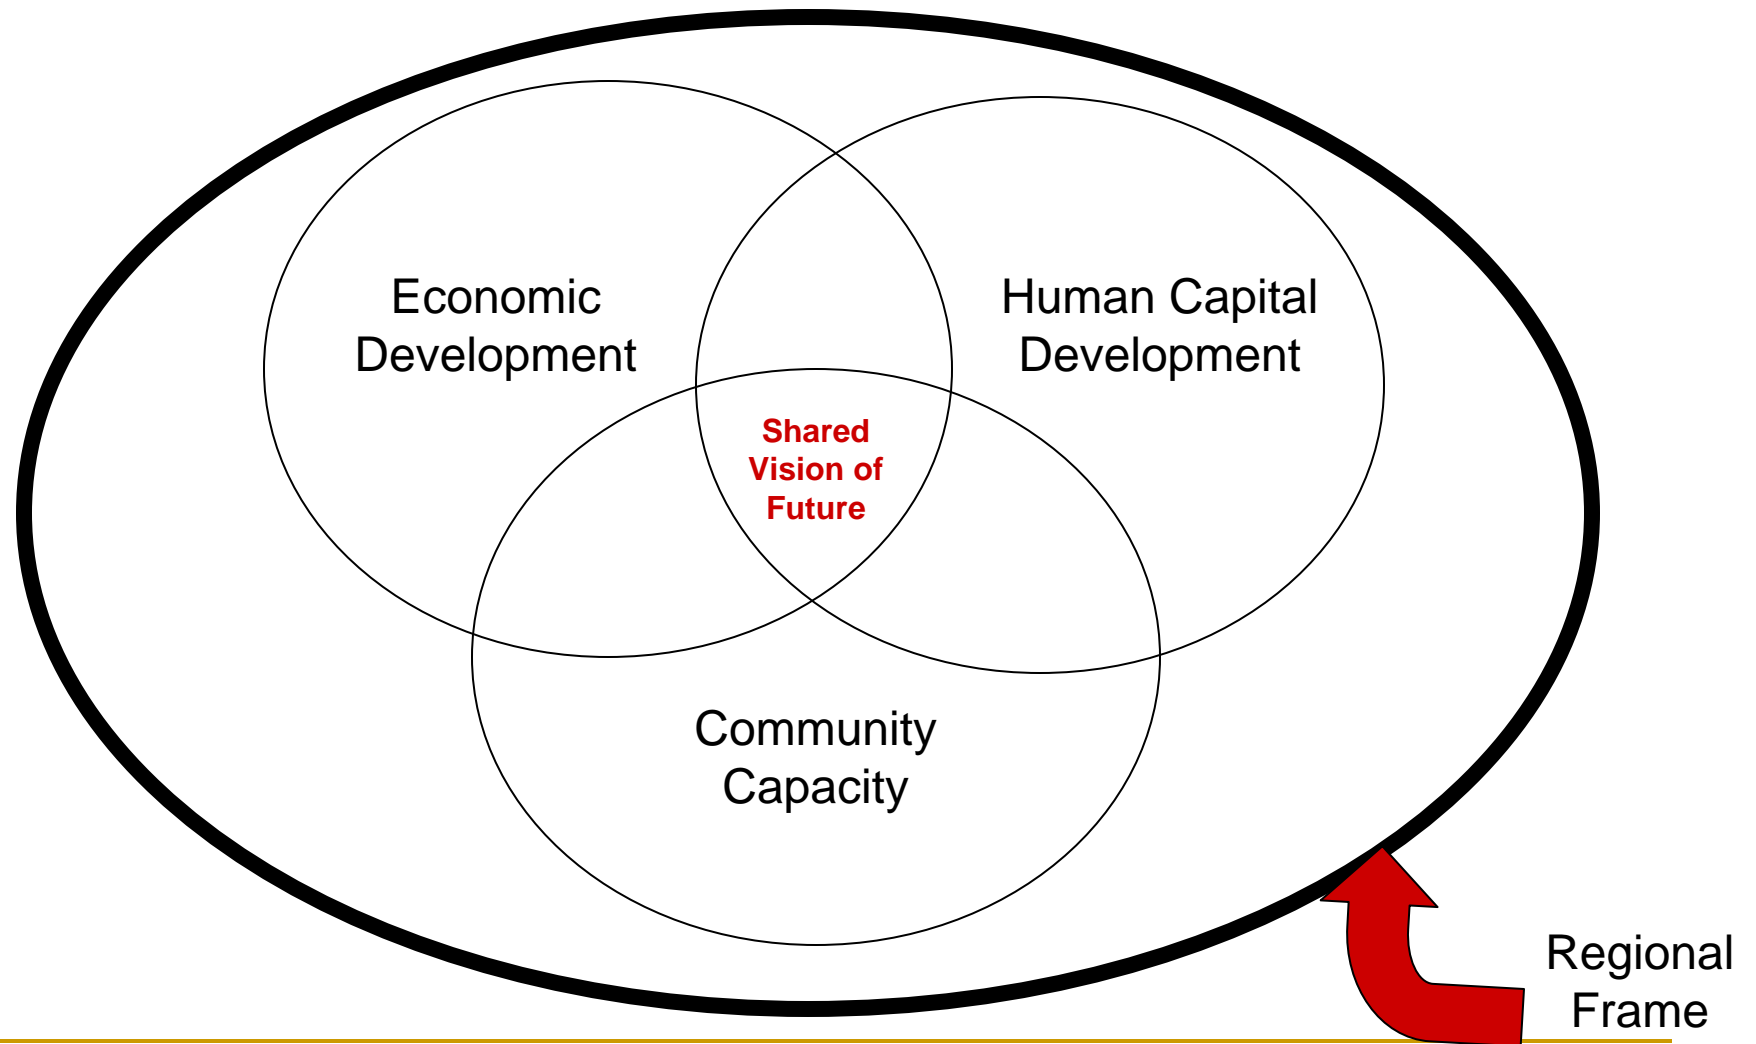 Economic
Development
Human Capital
Development
Shared
Vision of
Future
Community
Capacity
Regional
Frame